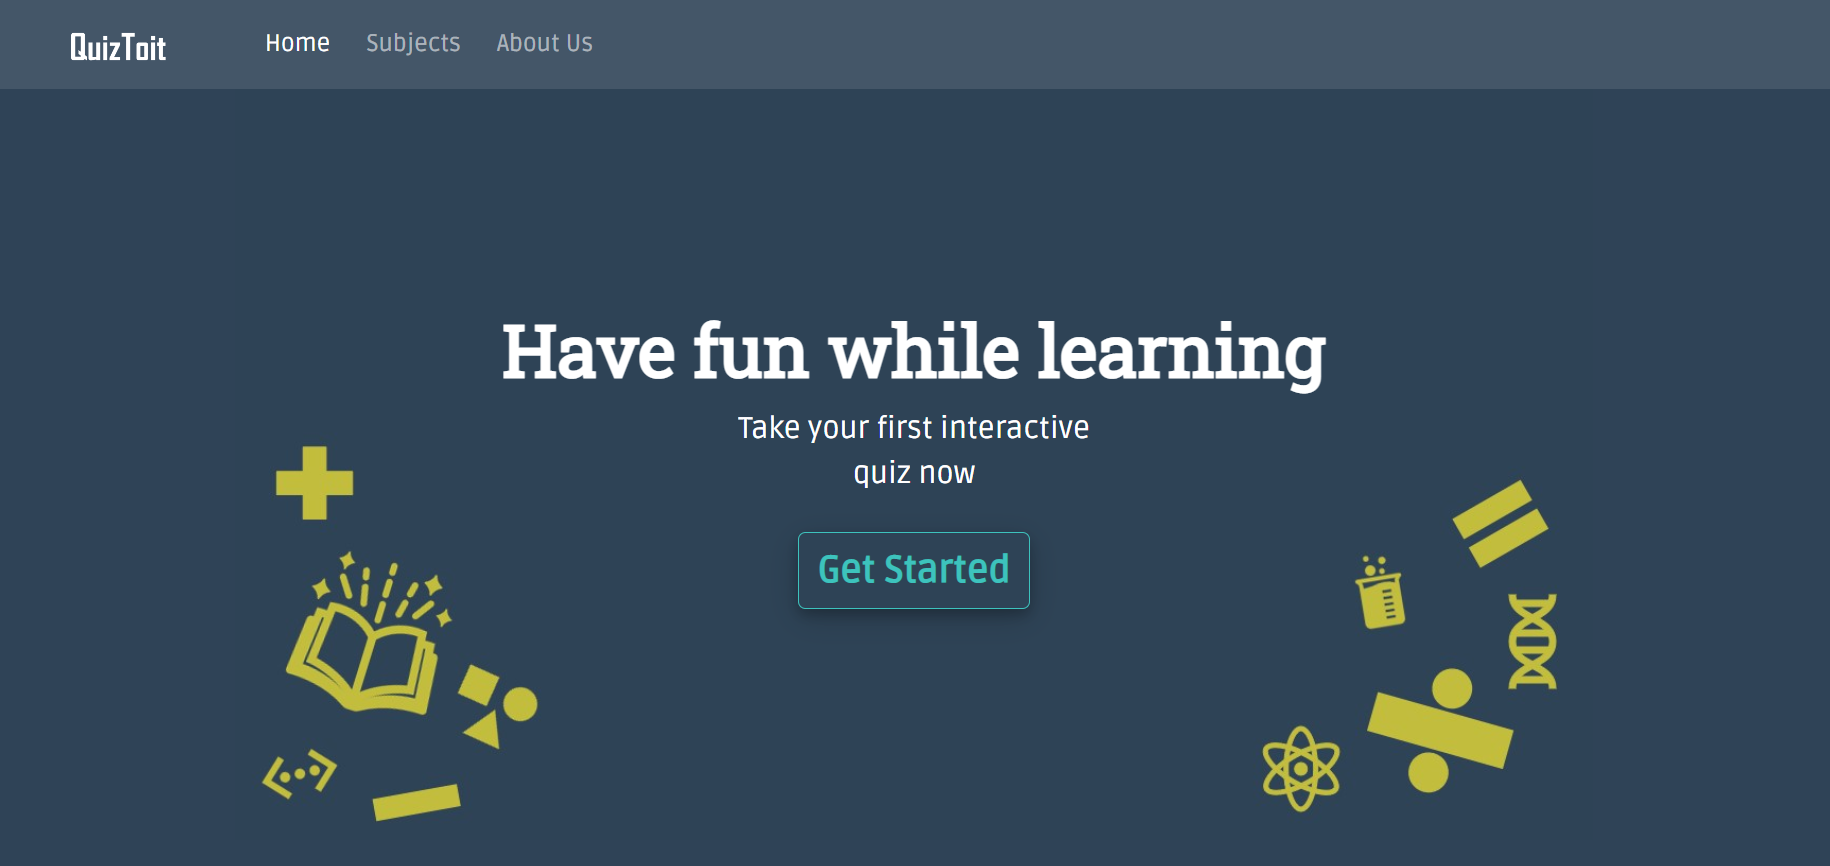 QuizToit
Home Subjects About Us
Have fun while learning
Take your first interactive
quiz now
Get Started